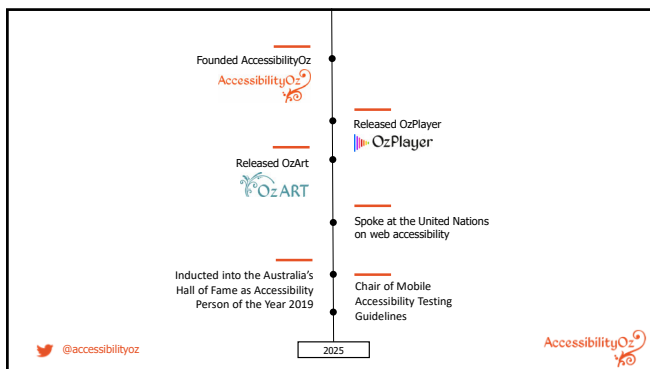 Founded AccessibilityOz
AccessibilityOz
Released OzPlayer
OzPlayer
Released OzArt
OzART
Spoke at the United Nations
on web accessibility
Inducted into the Australia's
Hall of Fame as Accessibility
Person of the Year 2019
Chair of Mobile
Accessibility Testing
Guidelines
2025
@accessibilityoz
AccessibilityOz